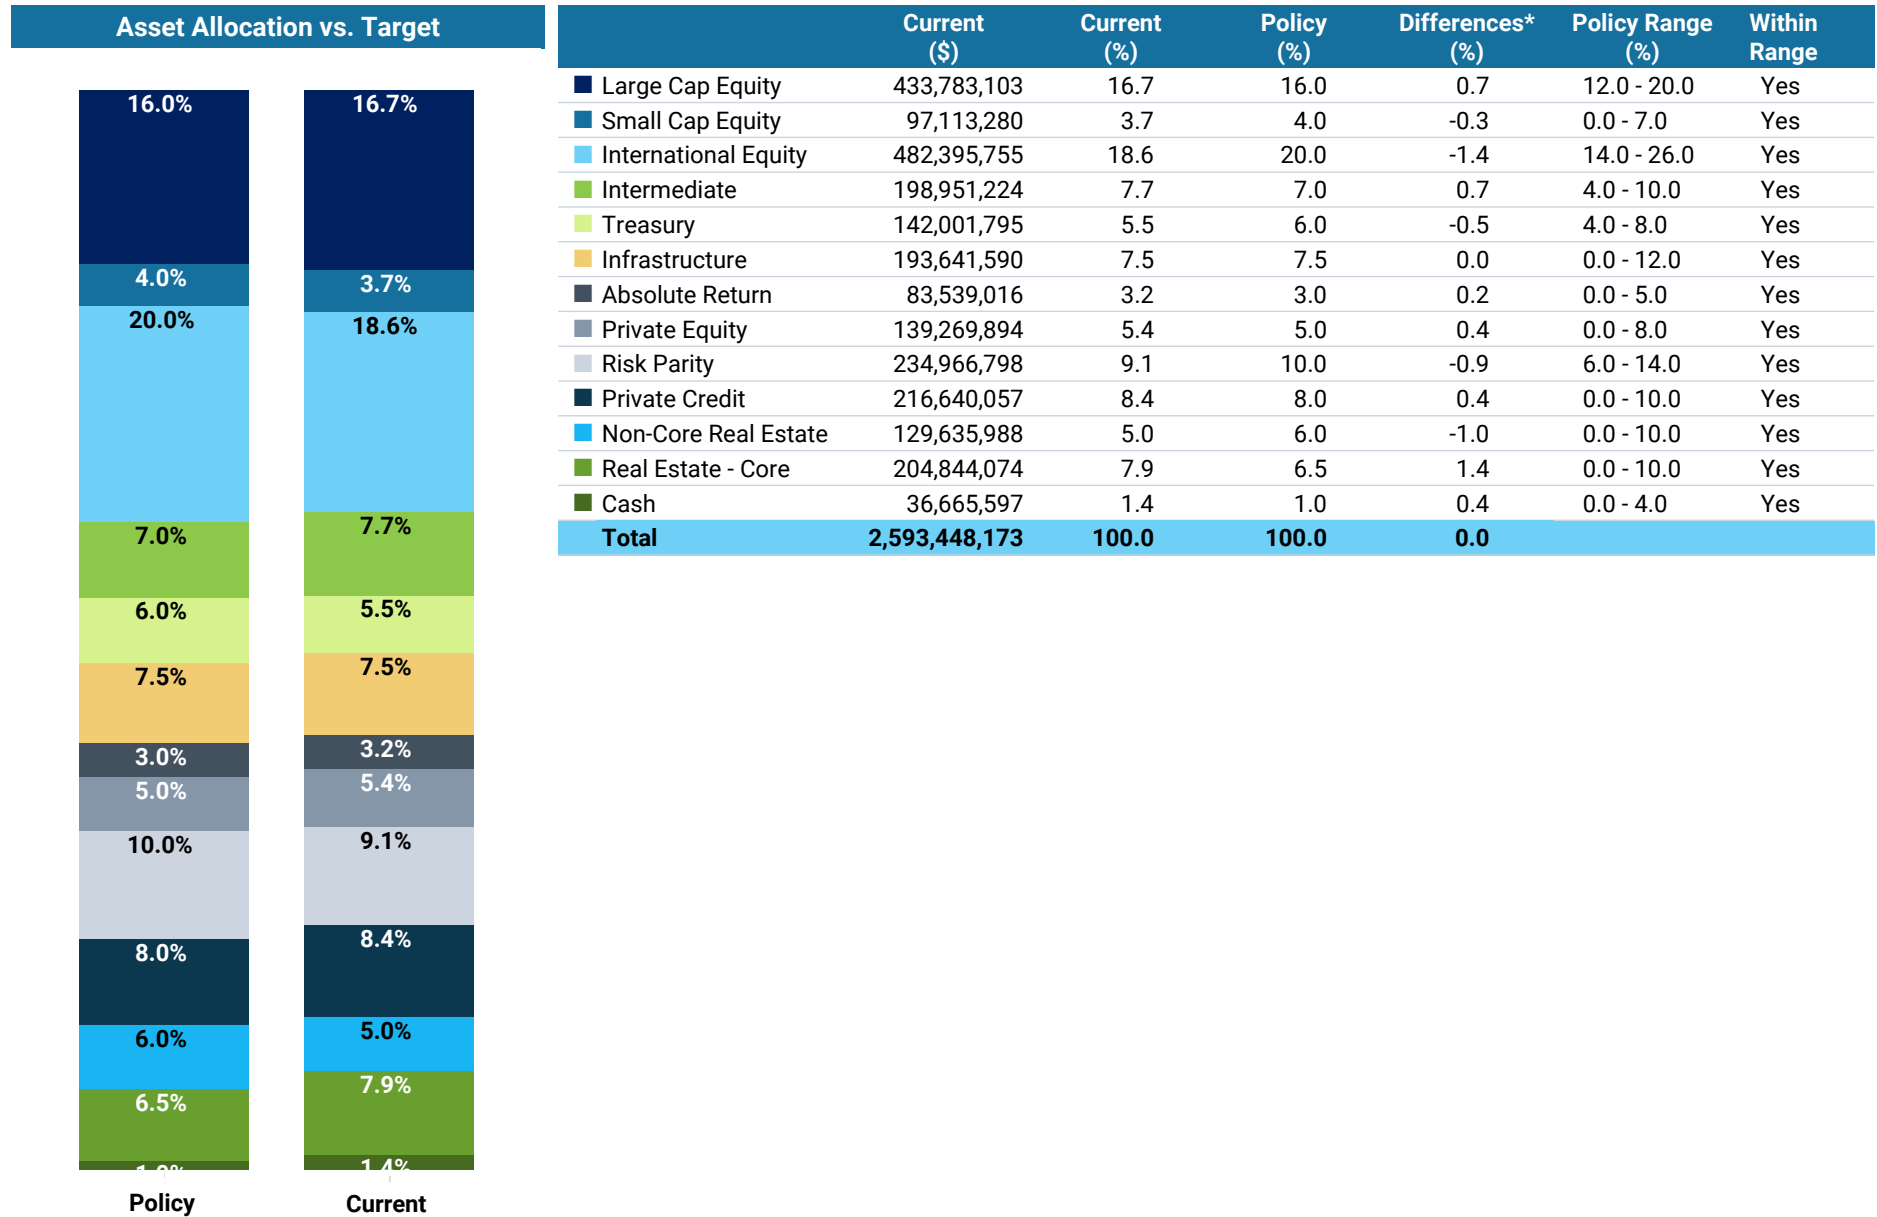 Asset Allocation vs. Target
16.0% 16.7%
4.0% 3.7%
20.0% 18.6%
7.0% 7.7%
6.0% 5.5%
7.5% 7.5%
3.0% 3.2%
5.0% 5.4%
10.0% 9.1%
8.0% 8.4%
6.0% 5.0%
6.5% 7.9%
1.0% 1.4%
Policy Current
Current Current Policy Differences* Policy Range Within
($) (%) (%) (%) (%) Range
Large Cap Equity 433,783,103 16.7 16.0 0.7 12.0 - 20.0 Yes
Small Cap Equity 97,113,280 3.7 4.0 -0.3 0.0 - 7.0 Yes
International Equity 482,395,755 18.6 20.0 -1.4 14.0 - 26.0 Yes
Intermediate 198,951,224 7.7 7.0 0.7 4.0 - 10.0 Yes
Treasury 142,001,795 5.5 6.0 -0.5 4.0 - 8.0 Yes
Infrastructure 193,641,590 7.5 7.5 0.0 0.0 - 12.0 Yes
Absolute Return 83,539,016 3.2 3.0 0.2 0.0 - 5.0 Yes
Private Equity 139,269,894 5.4 5.0 0.4 0.0 - 8.0 Yes
Risk Parity 234,966,798 9.1 10.0 -0.9 6.0 - 14.0 Yes
Private Credit 216,640,057 8.4 8.0 0.4 0.0 - 10.0 Yes
Non-Core Real Estate 129,635,988 5.0 6.0 -1.0 0.0 - 10.0 Yes
Real Estate - Core 204,844,074 7.9 6.5 1.4 0.0 - 10.0 Yes
Cash 36,665,597 1.4 1.0 0.4 0.0 - 4.0 Yes
Total 2,593,448,173 100.0 100.0 0.0